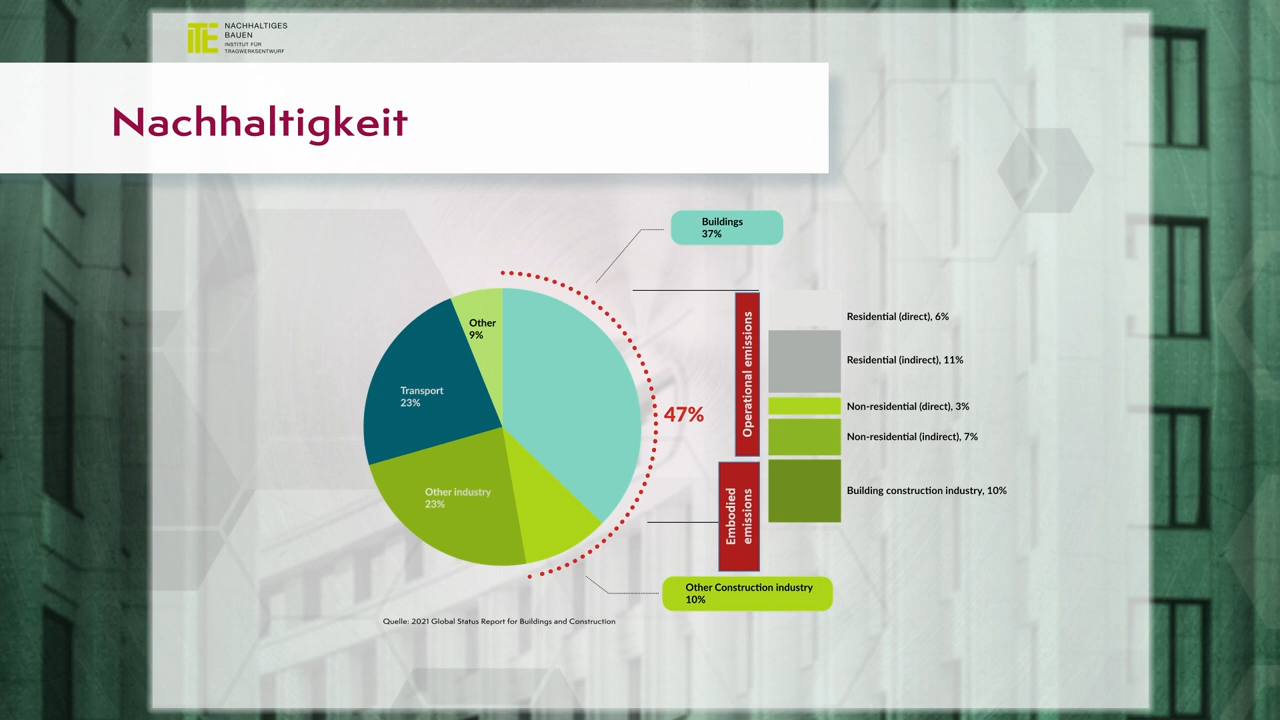 NACHHALTIGES
BAUEN
INSTITUT FÜR
TRAGWERKSENTWURF
Nachhaltigkeit
Buildings
37%
Other
9%
Transport
23%
Other industry
23%
47%
Operational emissions
Embodied
emissions
Residential (direct), 6%
Residential (indirect), 11%
Non-residential (direct), 3%
Non-residential (indirect), 7%
Building construction industry, 10%
Other Construction industry
10%
Quelle: 2021 Global Status Report for Buildings and Construction